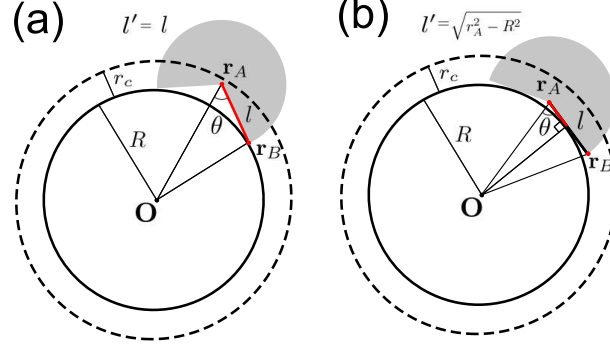 (a)
l′ = l
r_c
r_A
R
θ
l
r_B
O
(b)
l′ = √(r_A² − R²)
r_c
r_A
R
θ
l
r_B
O